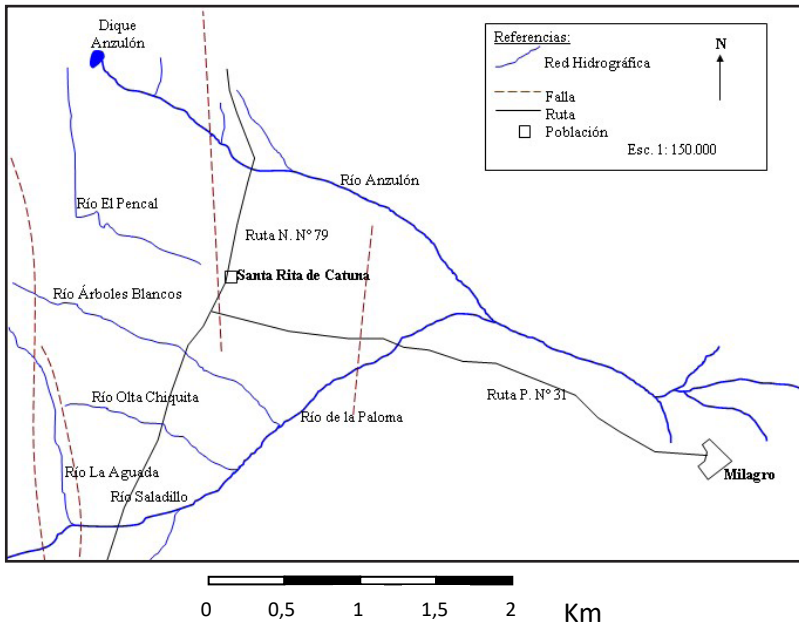 Dique
Anzulón
Referencias:
Red Hidrográfica
Falla
Ruta
Población
Esc. 1: 150.000
N
Río Anzulón
Río El Pencal
Ruta N. Nº 79
Santa Rita de Catuna
Río Árboles Blancos
Río Olta Chiquita
Ruta P. Nº 31
Río de la Paloma
Río La Aguada
Milagro
Río Saladillo
0 0,5 1 1,5 2 Km